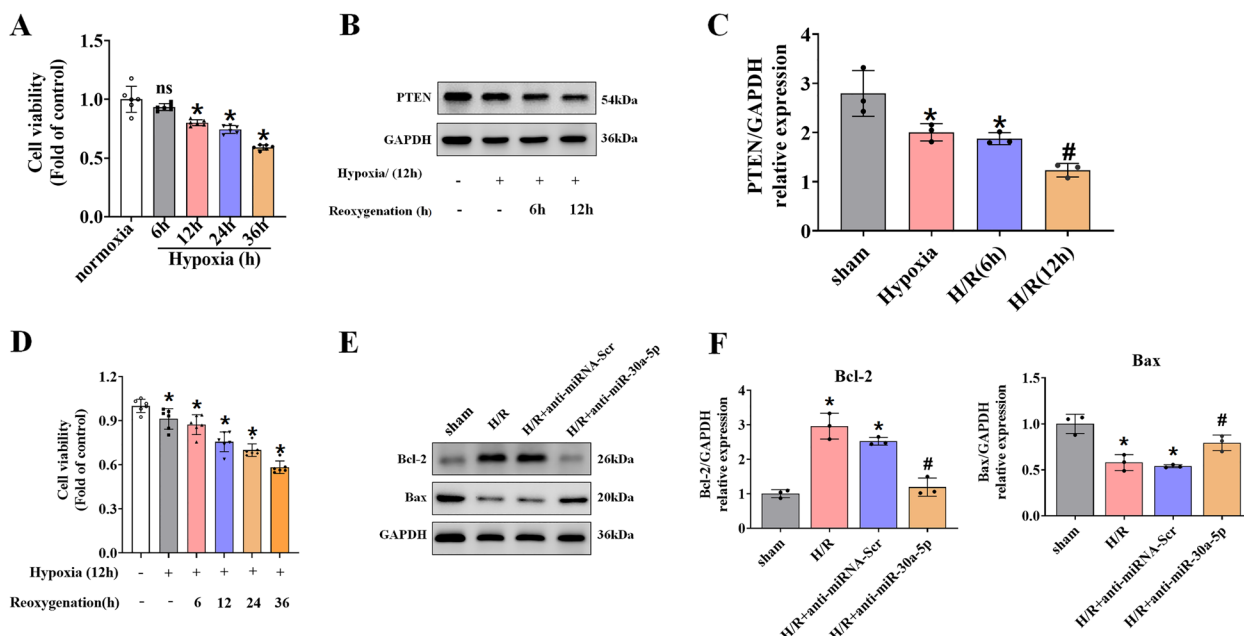 A
Cell viability
(Fold of control)
1.5
1.0
0.5
0.0
ns
*
*
*
normoxia
6h
12h
24h
36h
Hypoxia (h)
B
PTEN
54kDa
GAPDH
36kDa
Hypoxia/ (12h)
- + + +
Reoxygenation (h)
- - 6h 12h
C
PTEN/GAPDH
relative expression
4
3
2
1
0
*
*
#
sham
Hypoxia
H/R(6h)
H/R(12h)
D
Cell viability
(Fold of control)
1.2
0.9
0.6
0.3
0.0
*
*
*
*
*
Hypoxia (12h) - + + + + +
Reoxygenation(h) - - 6 12 24 36
E
sham
H/R
H/R+anti-miRNA-Scr
H/R+anti-miR-30a-5p
Bcl-2
26kDa
Bax
20kDa
GAPDH
36kDa
F
Bcl-2
Bcl-2/GAPDH
relative expression
4
3
2
1
0
*
*
#
sham
H/R
H/R+anti-miRNA-Scr
H/R+anti-miR-30a-5p
Bax
Bax/GAPDH
relative expression
1.5
1.0
0.5
0.0
*
*
#
sham
H/R
H/R+anti-miRNA-Scr
H/R+anti-miR-30a-5p